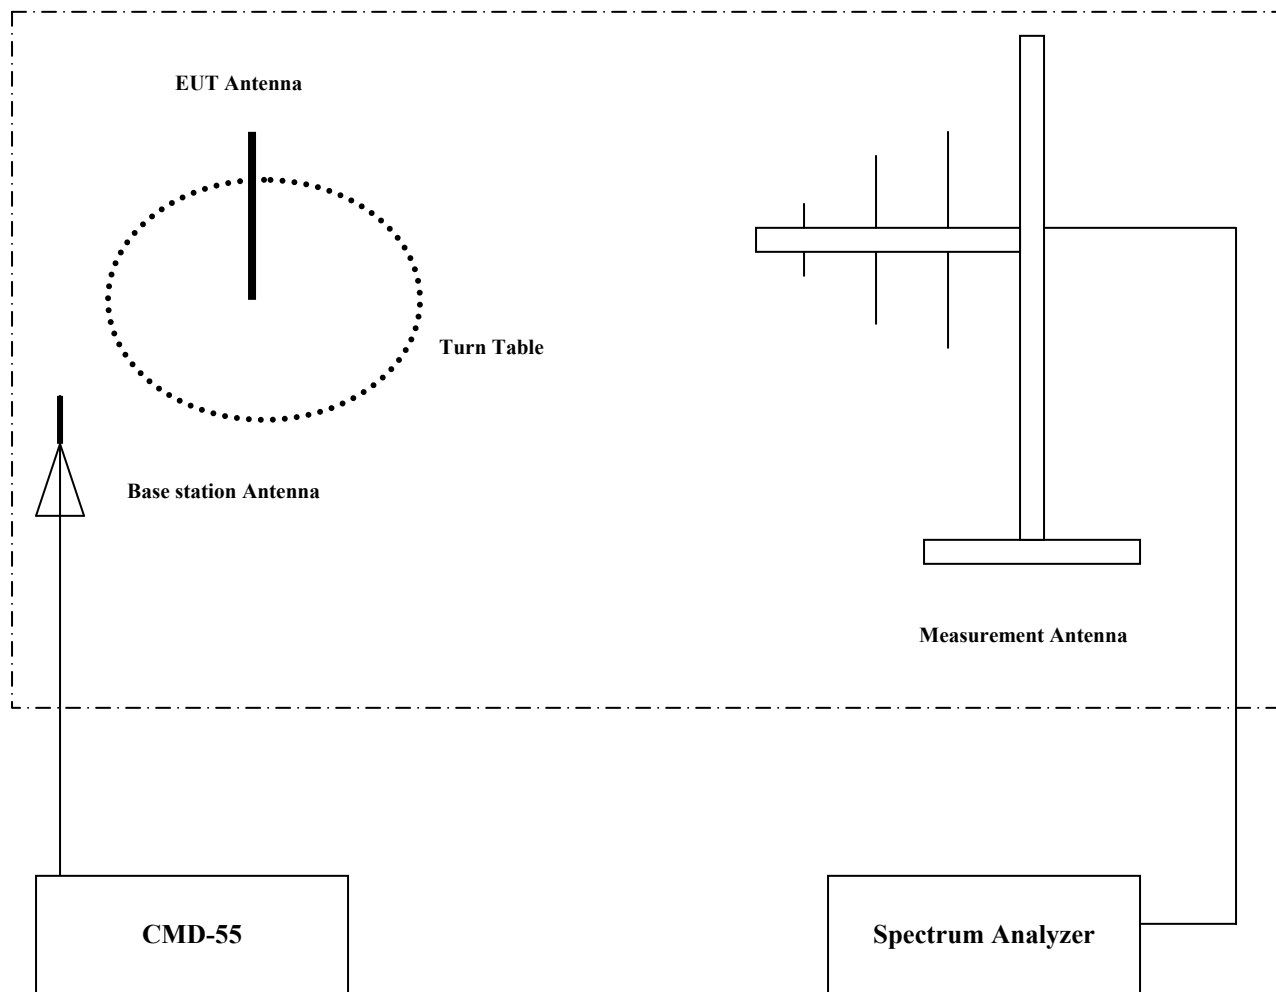 EUT Antenna
Turn Table
Base station Antenna
Measurement Antenna
CMD-55
Spectrum Analyzer